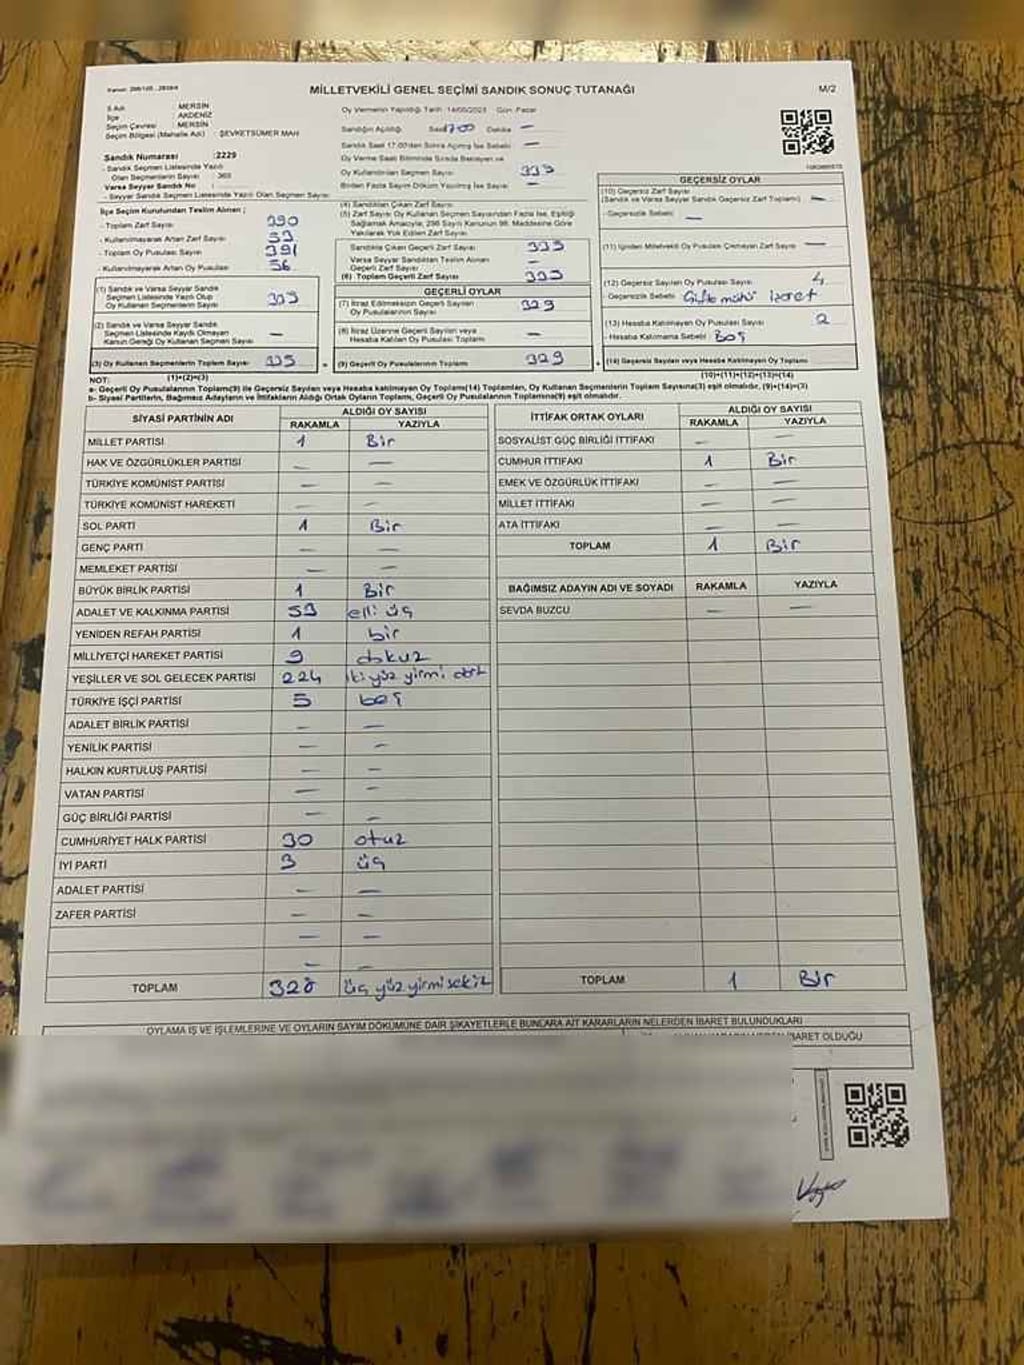 MİLLETVEKİLİ GENEL SEÇİMİ SANDIK SONUÇ TUTANAĞI
M/2
İl Adı : MERSİN
İlçe : AKDENİZ
Seçim Çevresi : MERSİN
Seçim Bölgesi (Mahalle Adı) : ŞEVKETSÜMER MAH
Sandık Numarası :2229
- Sandık Seçmen Listesinde Yazılı
Olan Seçmenlerin Sayısı
Varsa Seyyar Sandık No :
- Seyyar Sandık Seçmen Listesinde Yazılı Olan Seçmen Sayısı
Oy Vermenin Yapıldığı Tarih : 14/05/2023 Gün :Pazar
Sandığın Açıldığı Saat Dakika —
Sandık Saat 17:00'den Sonra Açılmış İse Sebebi —
Oy Verme Saati Bitiminde Sırada Bekleyen ve
Oy Kullandırılan Seçmen Sayısı
Birden Fazla Sayım Döküm Yapılmış İse Sayısı —
İlçe Seçim Kurulundan Teslim Alınan ;
- Toplam Zarf Sayısı 390
- Kullanılmayarak Artan Zarf Sayısı
- Toplam Oy Pusulası Sayısı 391
- Kullanılmayarak Artan Oy Pusulası 56
(1) Sandık ve Varsa Seyyar Sandık
Seçmen Listesinde Yazılı Olup
Oy Kullanan Seçmenlerin Sayısı
(2) Sandık ve Varsa Seyyar Sandık
Seçmen Listesinde Kaydı Olmayan
Kanun Gereği Oy Kullanan Seçmenlerin Sayısı —
(3) Oy Kullanan Seçmenlerin Toplam Sayısı 335
(1)+(2)=(3)
(4) Sandıktan Çıkan Zarf Sayısı
(5) Zarf Sayısı Oy Kullanan Seçmen Sayısından Fazla İse, Eşitliği
Sağlamak Amacıyla, 298 Sayılı Kanunun 98. Maddesine Göre
Yakılarak Yok Edilen Zarf Sayısı
Sandıkta Çıkan Geçerli Zarf Sayısı 335
Varsa Seyyar Sandıktan Teslim Alınan
Geçerli Zarf Sayısı —
(6) Toplam Geçerli Zarf Sayısı 335
GEÇERLİ OYLAR
(7) İtiraz Edilmeksizin Geçerli Sayılan
Oy Pusulalarının Sayısı 329
(8) İtiraz Üzerine Geçerli Sayılan veya
Hesaba Katılan Oy Pusulaları Toplamı —
(9) Geçerli Oy Pusulalarının Toplamı 329
GEÇERSİZ OYLAR
(10) Geçersiz Zarf Sayısı
(Sandık ve Varsa Seyyar Sandık Geçersiz Zarf Toplamı) —
- Geçersizlik Sebebi: —
(11) İçinden Milletvekili Oy Pusulası Çıkmayan Zarf Sayısı —
(12) Geçersiz Sayılan Oy Pusulası Sayısı 4
- Geçersizlik Sebebi:
(13) Hesaba Katılmayan Oy Pusulası Sayısı 2
- Hesaba Katılmama Sebebi: Boş
(14) Geçersiz Sayılan veya Hesaba Katılmayan Oy Pusulası Toplamı
(10)+(11)+(12)+(13)=(14)
NOT:
a- Geçerli Oy Pusulalarının Toplamı(9) ile Geçersiz Sayılan veya Hesaba katılmayan Oy Toplamı(14) Toplamları, Oy Kullanan Seçmenlerin Toplam Sayısına(3) eşit olmalıdır, (9)+(14)=(3)
b- Siyasi Partilerin, Bağımsız Adayların ve İttifakların Aldığı Ortak Oyların Toplamı, Geçerli Oy Pusulalarının Toplamına(9) eşit olmalıdır.
SİYASİ PARTİNİN ADI ALDIĞI OY SAYISI
RAKAMLA YAZIYLA
MİLLET PARTİSİ 1 Bir
HAK VE ÖZGÜRLÜKLER PARTİSİ — —
TÜRKİYE KOMÜNİST PARTİSİ — —
TÜRKİYE KOMÜNİST HAREKETİ — —
SOL PARTİ 1 Bir
GENÇ PARTİ — —
MEMLEKET PARTİSİ — —
BÜYÜK BİRLİK PARTİSİ 1 Bir
ADALET VE KALKINMA PARTİSİ 53 elli üç
YENİDEN REFAH PARTİSİ 1 bir
MİLLİYETÇİ HAREKET PARTİSİ 9 dokuz
YEŞİLLER VE SOL GELECEK PARTİSİ 224 iki yüz yirmi dört
TÜRKİYE İŞÇİ PARTİSİ 5 beş
ADALET BİRLİK PARTİSİ — —
YENİLİK PARTİSİ — —
HALKIN KURTULUŞ PARTİSİ — —
VATAN PARTİSİ — —
GÜÇ BİRLİĞİ PARTİSİ — —
CUMHURİYET HALK PARTİSİ 30 otuz
İYİ PARTİ 3 üç
ADALET PARTİSİ — —
ZAFER PARTİSİ — —
— —
— —
TOPLAM 328 üç yüz yirmi sekiz
İTTİFAK ORTAK OYLARI ALDIĞI OY SAYISI
RAKAMLA YAZIYLA
SOSYALİST GÜÇ BİRLİĞİ İTTİFAKI — —
CUMHUR İTTİFAKI 1 Bir
EMEK VE ÖZGÜRLÜK İTTİFAKI — —
MİLLET İTTİFAKI — —
ATA İTTİFAKI — —
TOPLAM 1 Bir
BAĞIMSIZ ADAYIN ADI VE SOYADI RAKAMLA YAZIYLA
SEVDA BUZCU — —
TOPLAM 1 Bir
OYLAMA İŞ VE İŞLEMLERİNE VE OYLARIN SAYIM DÖKÜMÜNE DAİR ŞİKAYETLERLE BUNLARA AİT KARARLARIN NELERDEN İBARET BULUNDUKLARI
İBARET OLDUĞU